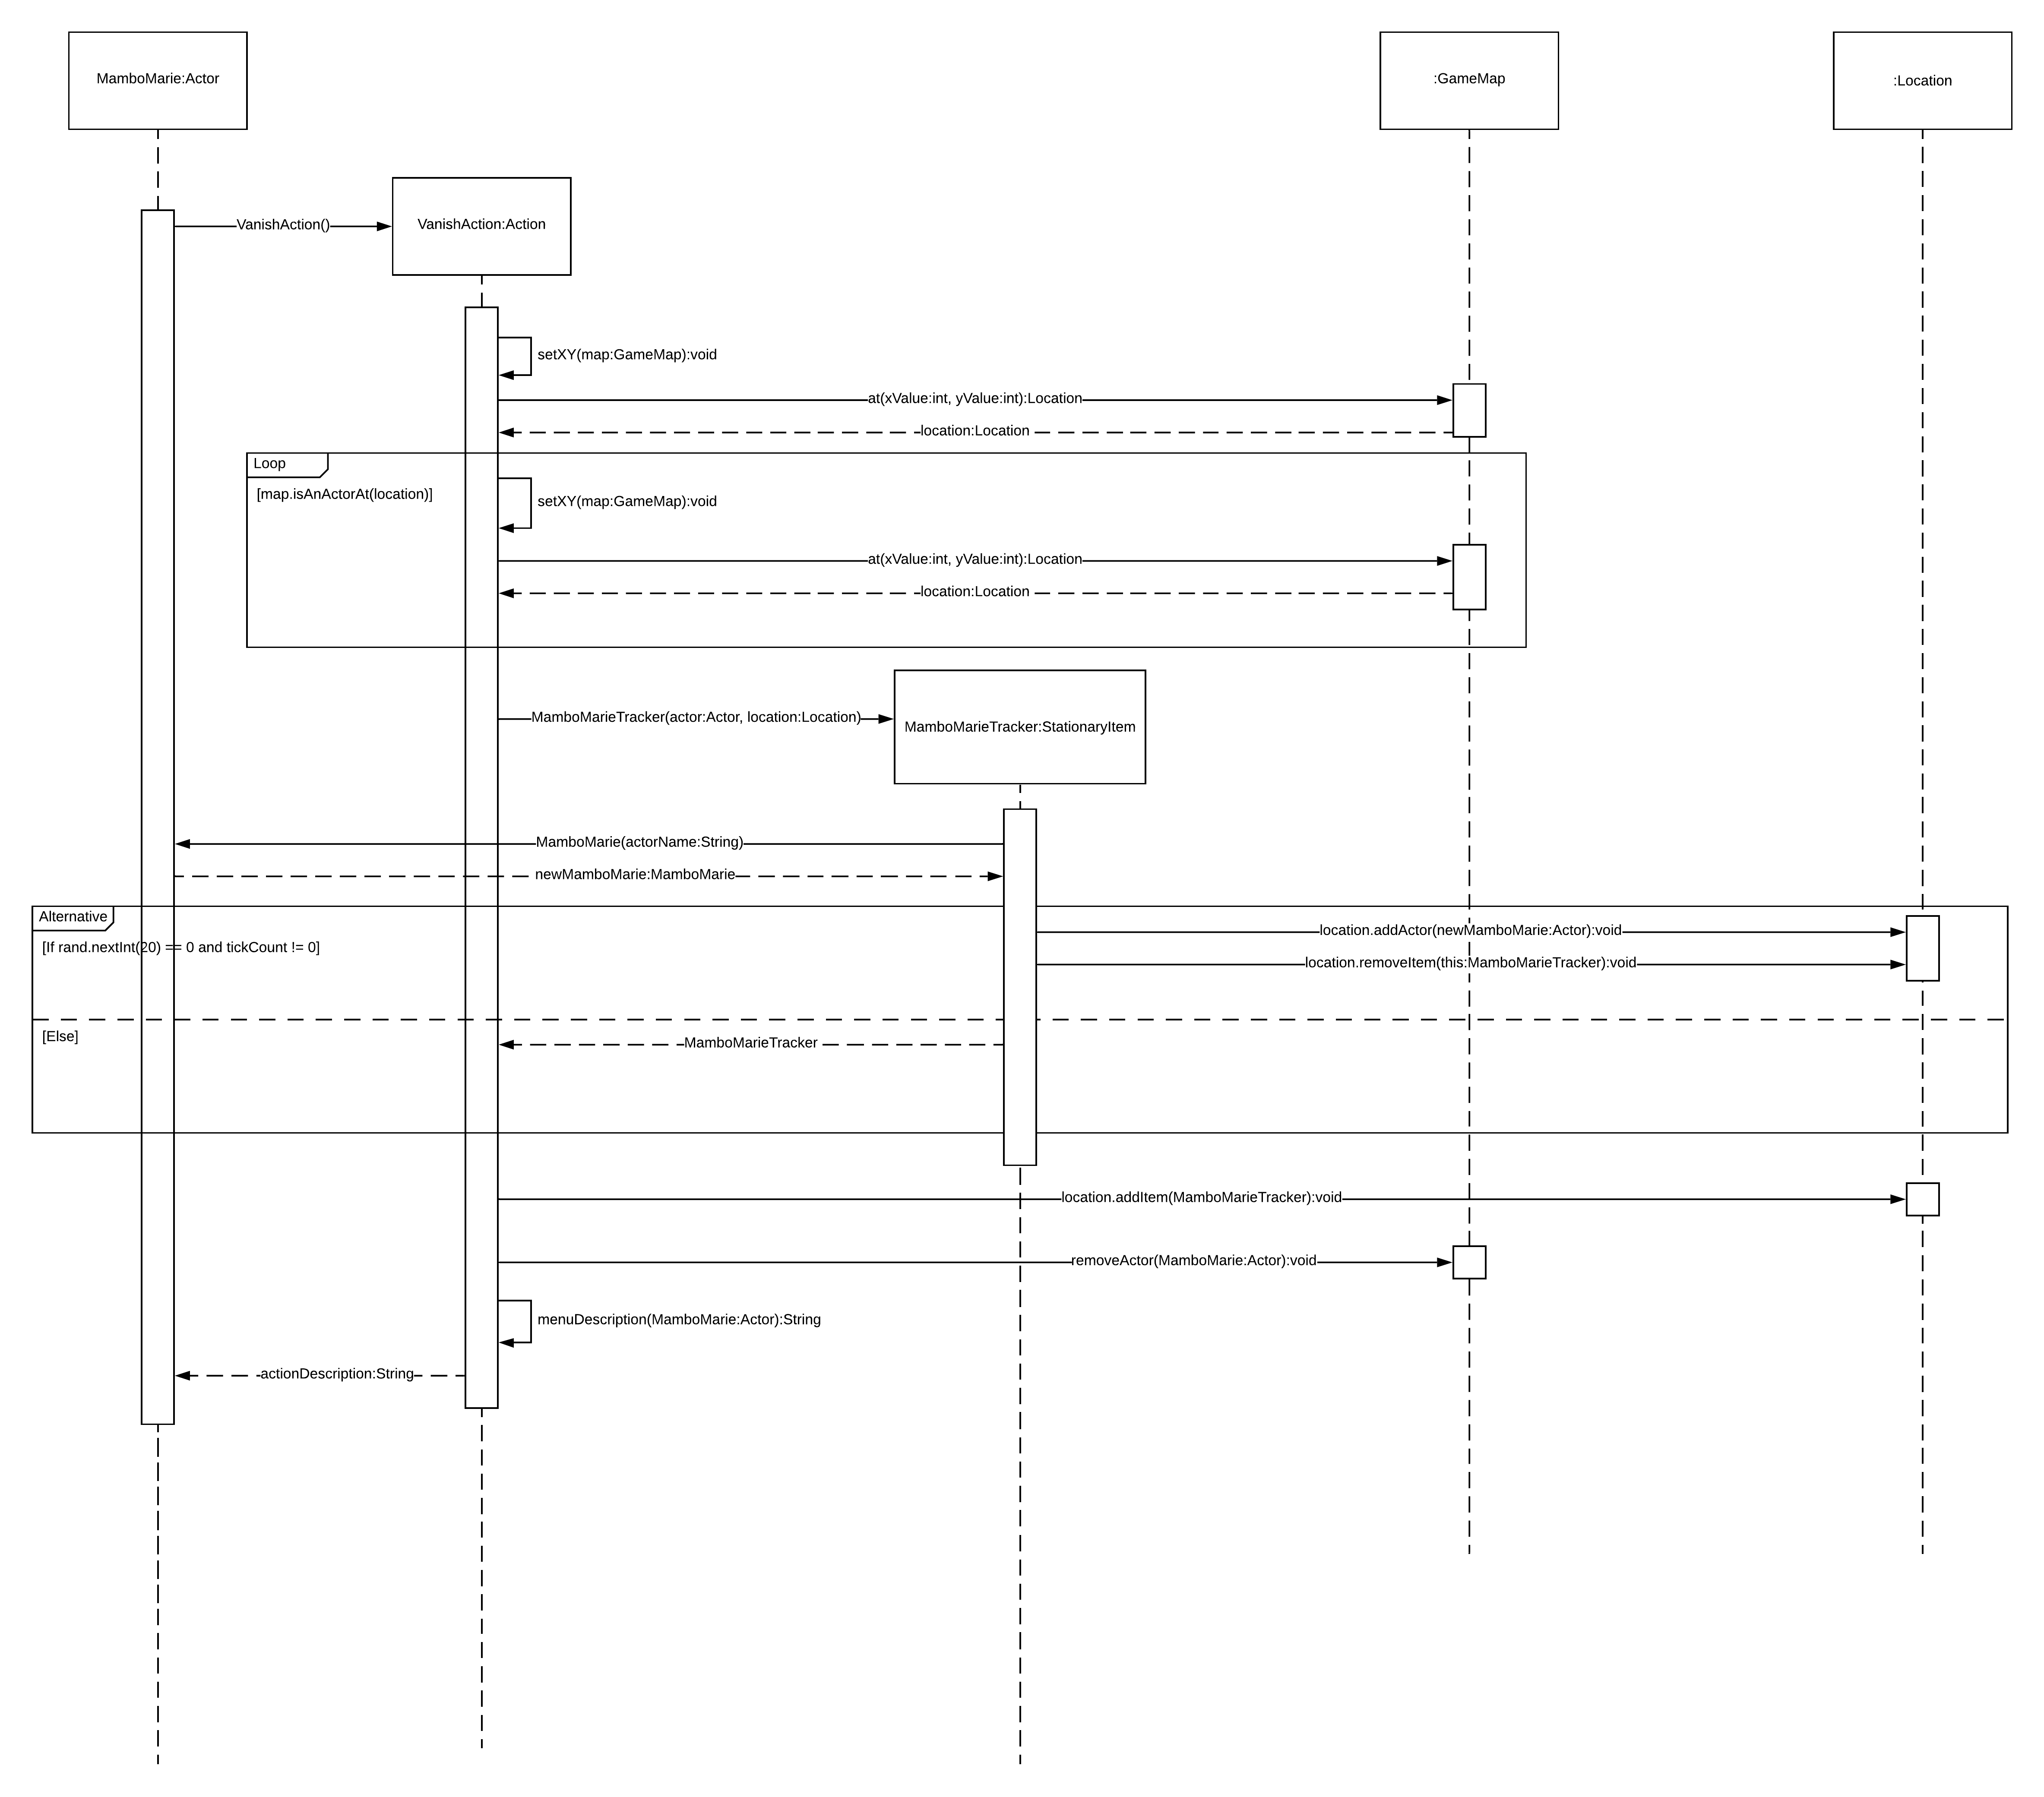 MamboMarie:Actor
:GameMap
:Location
VanishAction()
VanishAction:Action
setXY(map:GameMap):void
at(xValue:int, yValue:int):Location
location:Location
Loop
[map.isAnActorAt(location)]
setXY(map:GameMap):void
at(xValue:int, yValue:int):Location
location:Location
MamboMarieTracker(actor:Actor, location:Location)
MamboMarieTracker:StationaryItem
MamboMarie(actorName:String)
newMamboMarie:MamboMarie
Alternative
[If rand.nextInt(20) == 0 and tickCount != 0]
location.addActor(newMamboMarie:Actor):void
location.removeItem(this:MamboMarieTracker):void
[Else]
MamboMarieTracker
location.addItem(MamboMarieTracker):void
removeActor(MamboMarie:Actor):void
menuDescription(MamboMarie:Actor):String
actionDescription:String